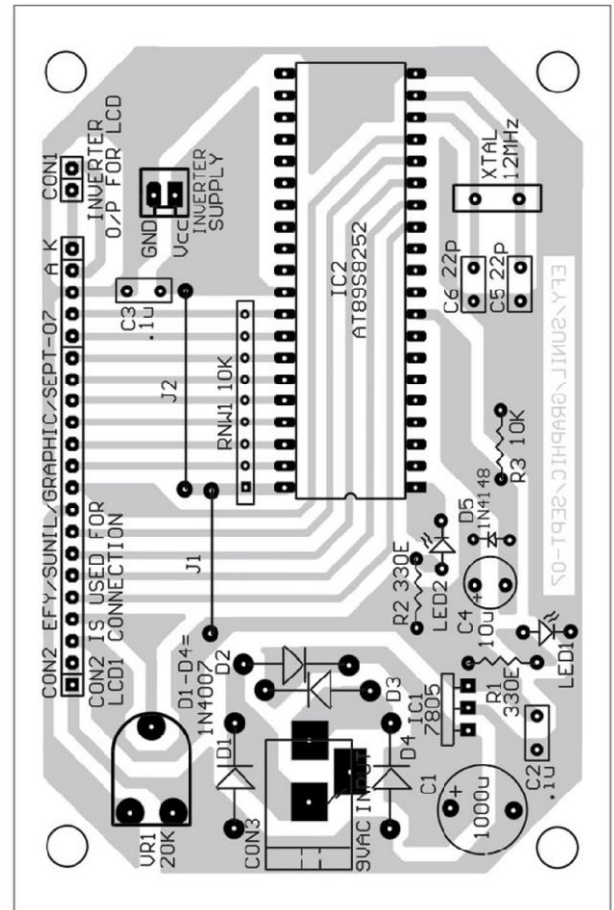 CON1
INVERTER
O/P FOR LCD
A K
GND
Vcc
INVERTER
SUPPLY
C3
.1u
J2
RNW1 10K
IC2
AT89S8252
XTAL
12MHz
C6 22p
C5 22p
EFY/SUNIL/GRAPHIC/SEPT-07
CON2 EFY/SUNIL/GRAPHIC/SEPT-07
CON2 IS USED FOR
LCD1 CONNECTION
J1
R3 10K
D5
1N4148
R2 330E
LED2
C4
10u
+
LED1
D1-D4=
1N4007
D2
D3
D1
D4
IC1
7805
R1
330E
C2
.1u
C1
+
1000u
VR1
20K
CON3
9VAC INOUT